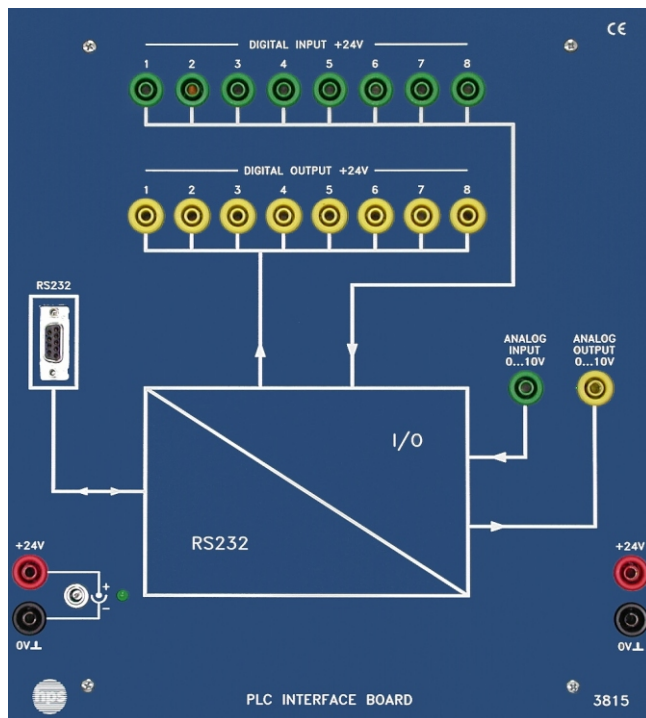 CE
DIGITAL INPUT +24V
1 2 3 4 5 6 7 8
DIGITAL OUTPUT +24V
1 2 3 4 5 6 7 8
RS232
ANALOG INPUT 0...10V
ANALOG OUTPUT 0...10V
I/O
RS232
+24V
+
−
0V⊥
+24V
0V⊥
hps
PLC INTERFACE BOARD
3815